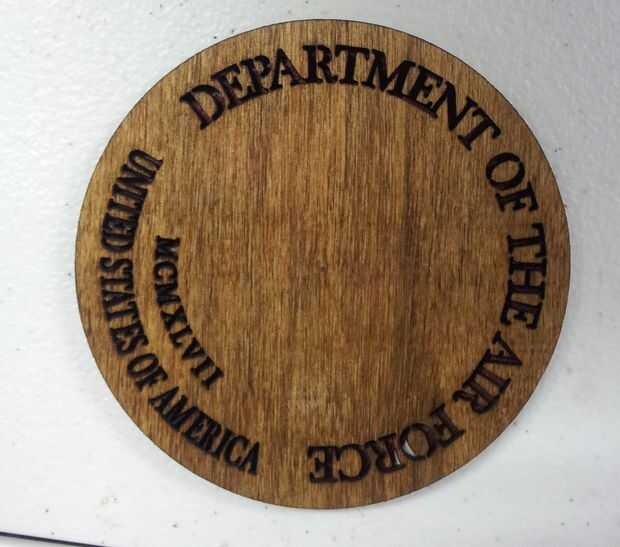 DEPARTMENT OF THE AIR FORCE
UNITED STATES OF AMERICA
MCMXLVII